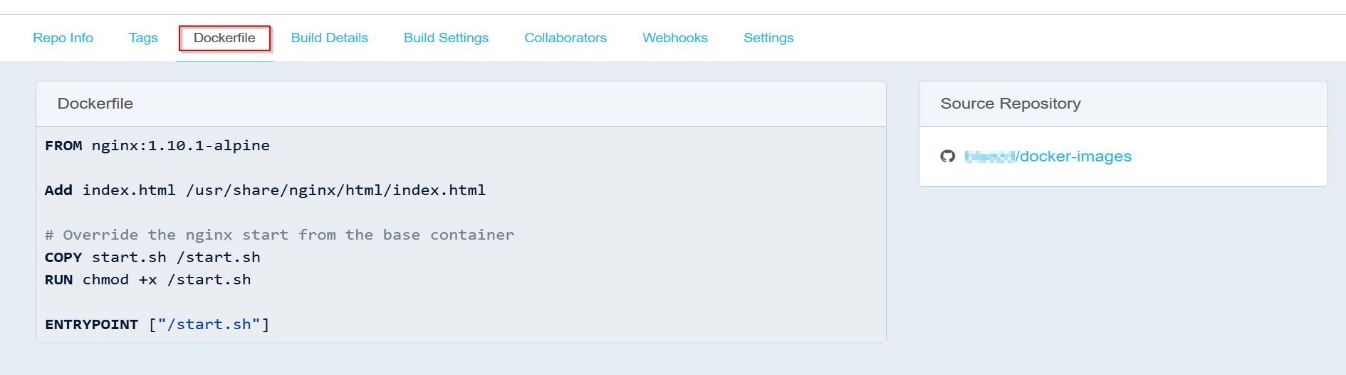 Repo Info Tags Dockerfile Build Details Build Settings Collaborators Webhooks Settings
Dockerfile
FROM nginx:1.10.1-alpine
Add index.html /usr/share/nginx/html/index.html
# Override the nginx start from the base container
COPY start.sh /start.sh
RUN chmod +x /start.sh
ENTRYPOINT ["/start.sh"]
Source Repository
/docker-images